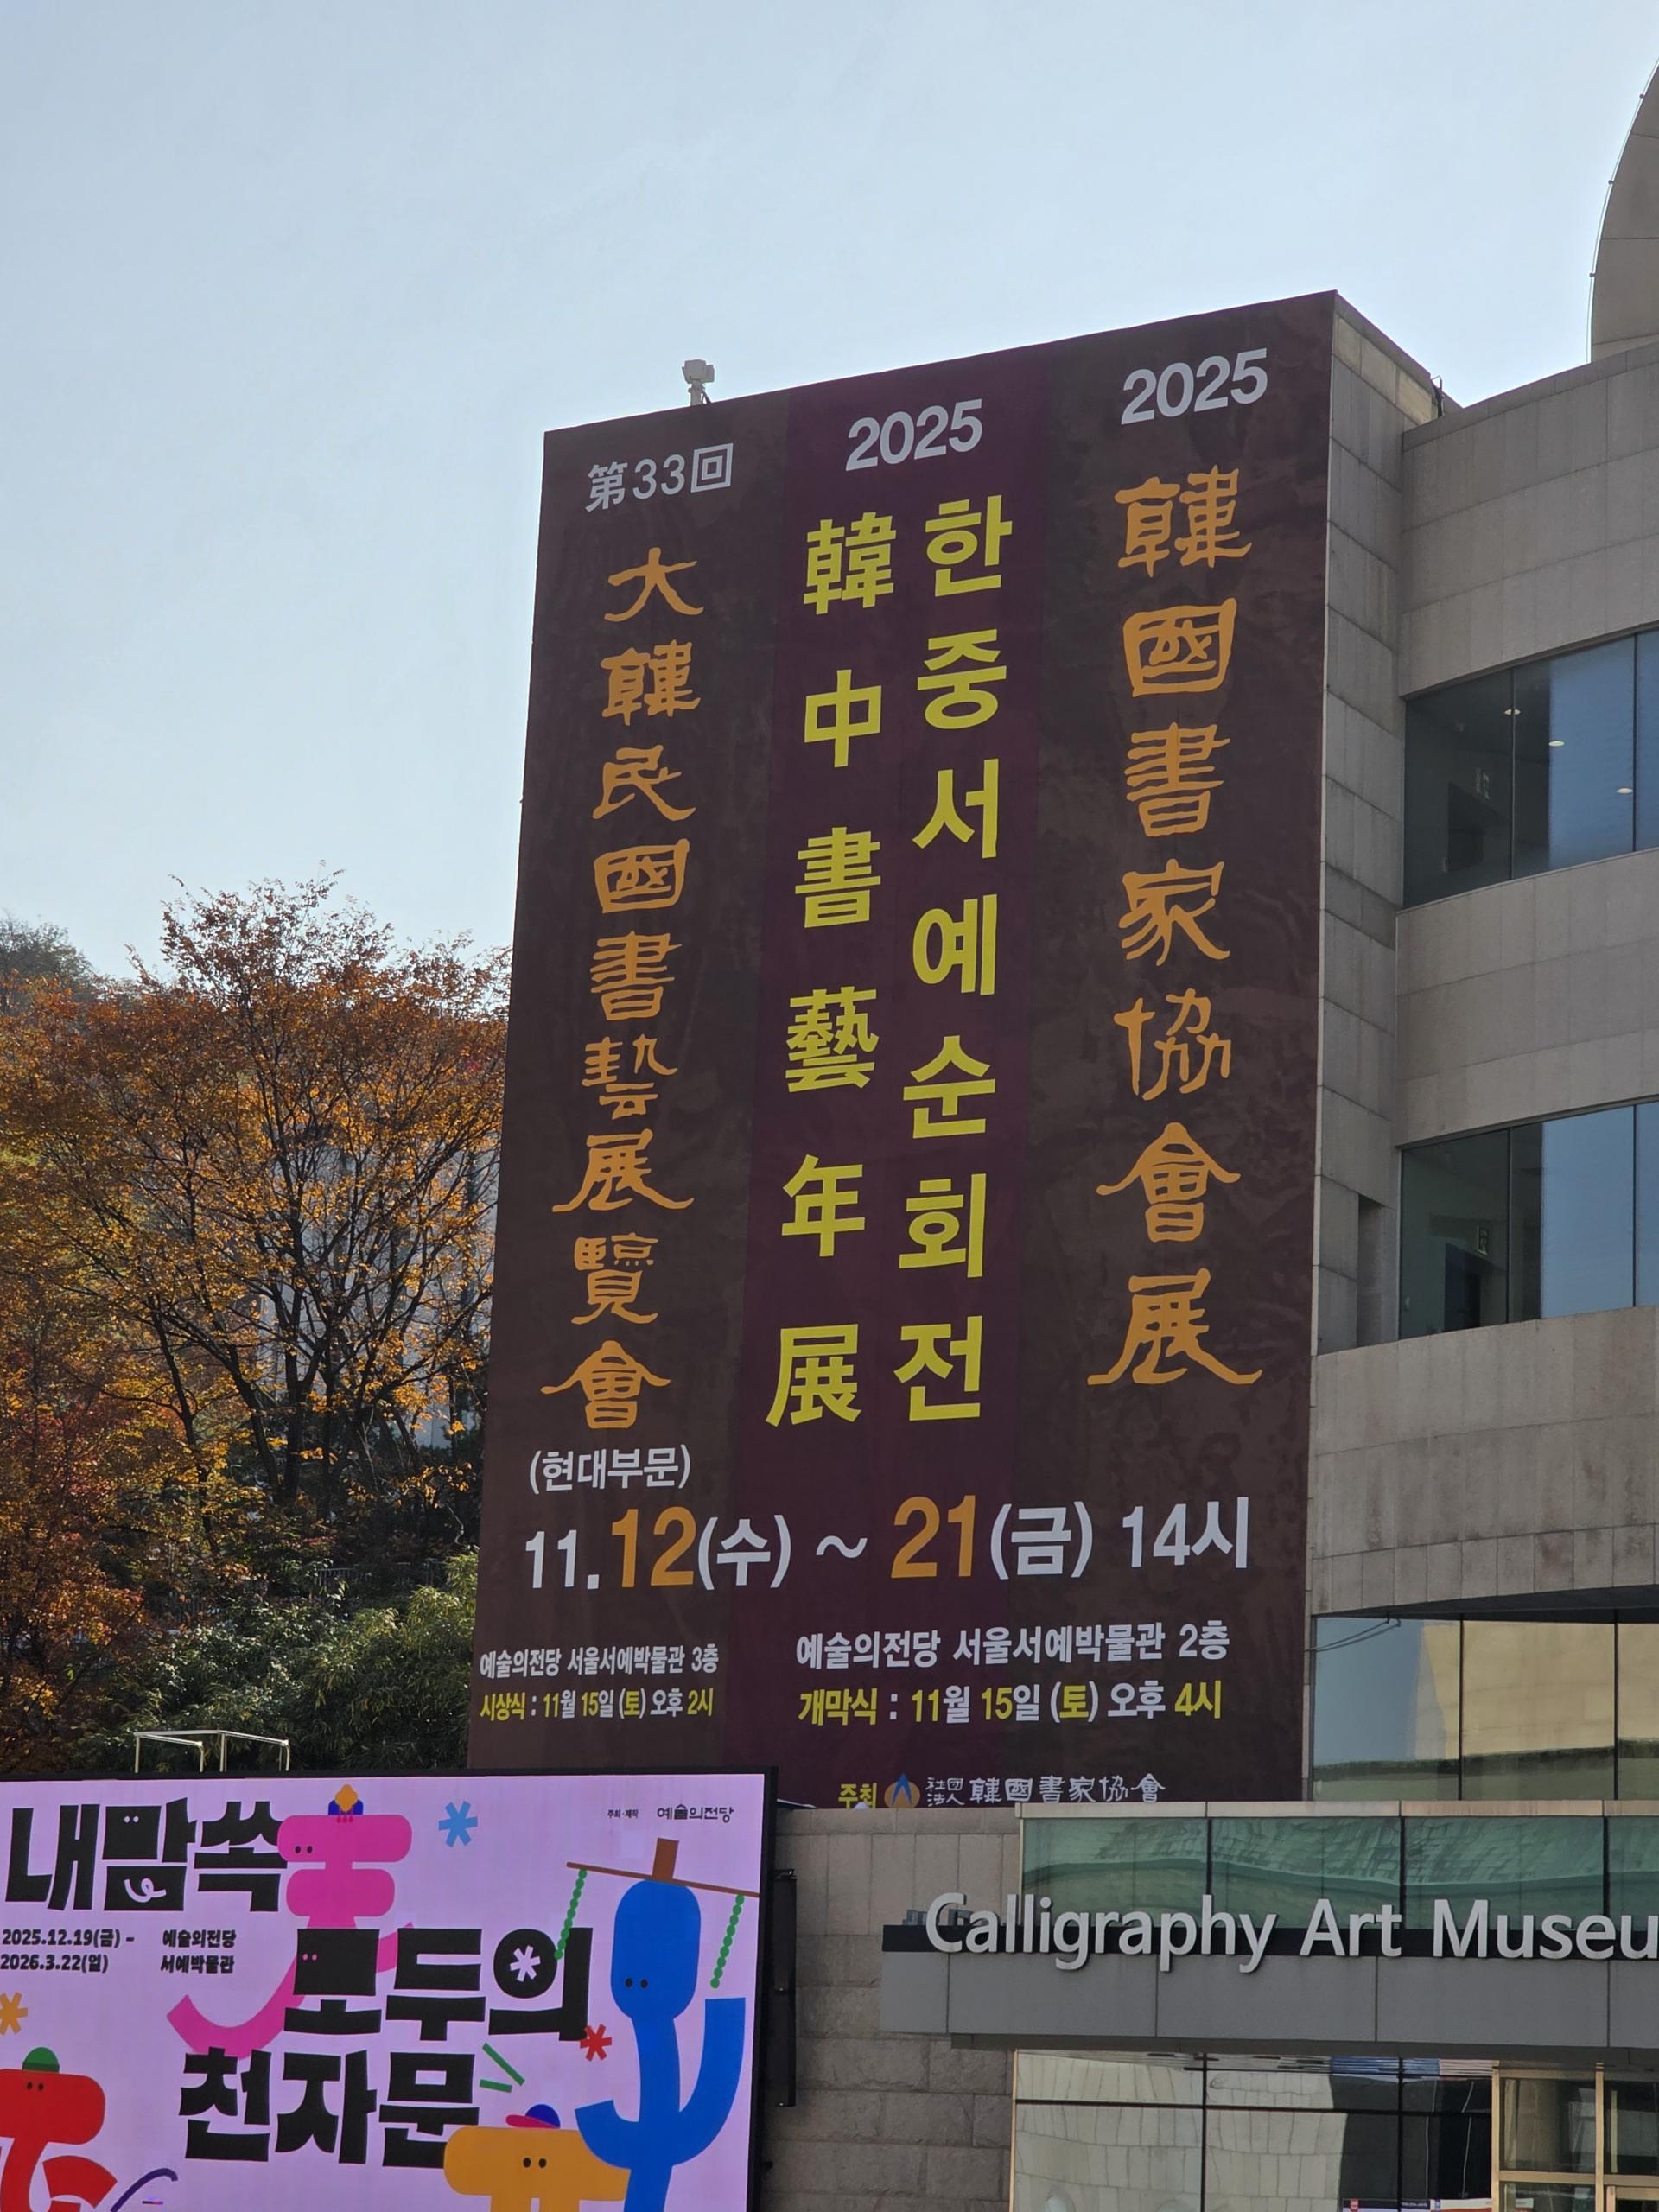 第33回
大韓民國書藝展覽會
(현대부문)
2025
韓中書藝年展
한중서예순회전
2025
韓國書家協會展
11.12(수) ~ 21(금) 14시
예술의전당 서울서예박물관 3층
시상식 : 11월 15일 (토) 오후 2시
예술의전당 서울서예박물관 2층
개막식 : 11월 15일 (토) 오후 4시
주최 社団法人 韓國書家協會
내맘쏙
모두의
천자문
2025.12.19(금) –
2026.3.22(일)
예술의전당
서예박물관
주최·제작 예술의전당
Calligraphy Art Museu